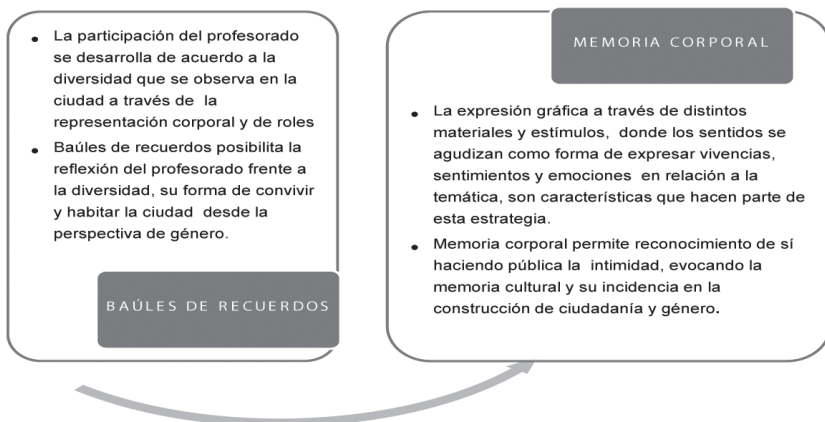 • La participación del profesorado
se desarrolla de acuerdo a la
diversidad que se observa en la
ciudad a través de la
representación corporal y de roles
• Baúles de recuerdos posibilita la
reflexión del profesorado frente a
la diversidad, su forma de convivir
y habitar la ciudad desde la
perspectiva de género.
BAÚLES DE RECUERDOS
MEMORIA CORPORAL
• La expresión gráfica a través de distintos
materiales y estímulos, donde los sentidos se
agudizan como forma de expresar vivencias,
sentimientos y emociones en relación a la
temática, son características que hacen parte de
esta estrategia.
• Memoria corporal permite reconocimiento de sí
haciendo pública la intimidad, evocando la
memoria cultural y su incidencia en la
construcción de ciudadanía y género.